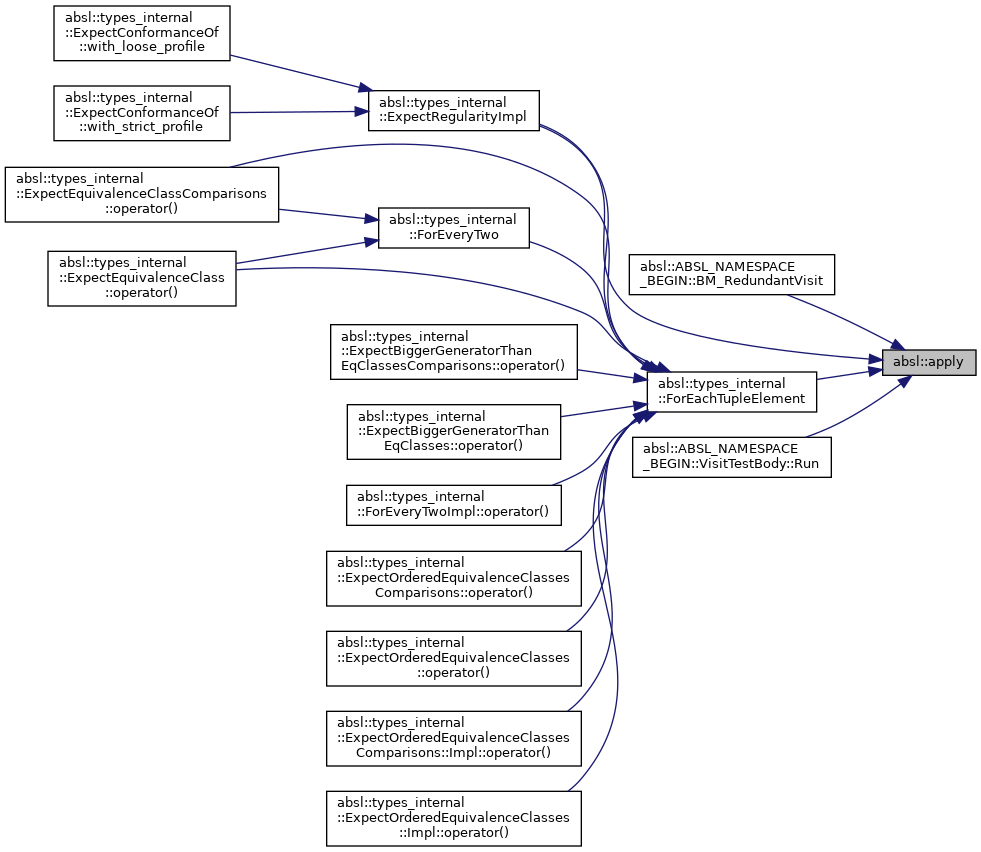 absl::types_internal
::ExpectConformanceOf
::with_loose_profile
absl::types_internal
::ExpectConformanceOf
::with_strict_profile
absl::types_internal
::ExpectRegularityImpl
absl::types_internal
::ExpectEquivalenceClassComparisons
::operator()
absl::types_internal
::ForEveryTwo
absl::types_internal
::ExpectEquivalenceClass
::operator()
absl::ABSL_NAMESPACE
_BEGIN::BM_RedundantVisit
absl::types_internal
::ExpectBiggerGeneratorThan
EqClassesComparisons::operator()
absl::apply
absl::types_internal
::ForEachTupleElement
absl::types_internal
::ExpectBiggerGeneratorThan
EqClasses::operator()
absl::ABSL_NAMESPACE
_BEGIN::VisitTestBody::Run
absl::types_internal
::ForEveryTwoImpl::operator()
absl::types_internal
::ExpectOrderedEquivalenceClasses
Comparisons::operator()
absl::types_internal
::ExpectOrderedEquivalenceClasses
::operator()
absl::types_internal
::ExpectOrderedEquivalenceClasses
Comparisons::Impl::operator()
absl::types_internal
::ExpectOrderedEquivalenceClasses
::Impl::operator()